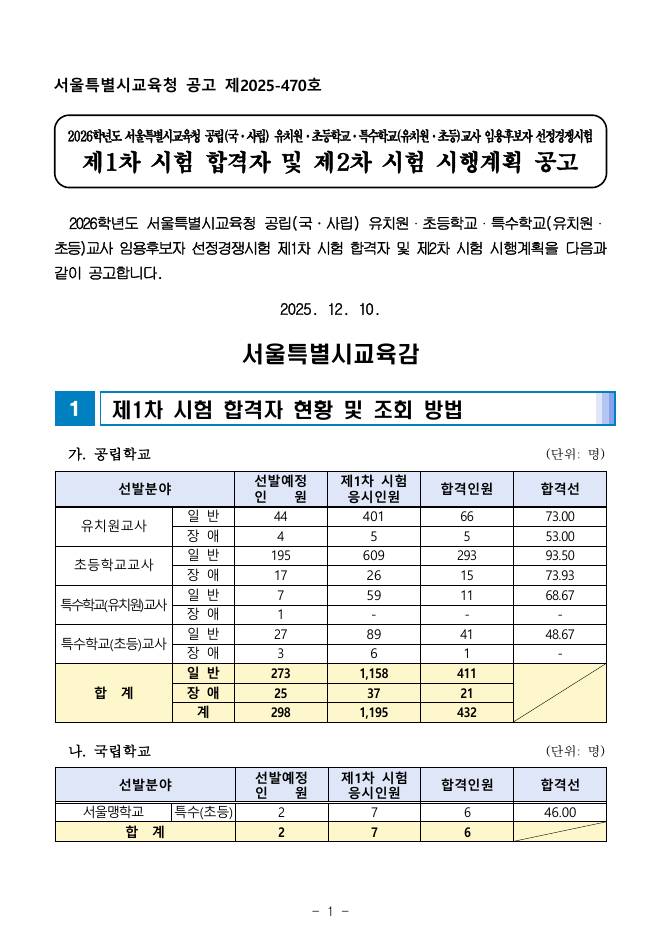 서울특별시교육청 공고 제2025-470호
2026학년도 서울특별시교육청 공립(국·사립) 유치원·초등학교·특수학교(유치원·초등)교사 임용후보자 선정경쟁시험
제1차 시험 합격자 및 제2차 시험 시행계획 공고
2026학년도 서울특별시교육청 공립(국·사립) 유치원·초등학교·특수학교(유치원·
초등)교사 임용후보자 선정경쟁시험 제1차 시험 합격자 및 제2차 시험 시행계획을 다음과
같이 공고합니다.
2025. 12. 10.
서울특별시교육감
1 제1차 시험 합격자 현황 및 조회 방법
가. 공립학교 (단위: 명)
선발분야 선발예정 인 원 제1차 시험 응시인원 합격인원 합격선
유치원교사 일 반 44 401 66 73.00
장 애 4 5 5 53.00
초등학교교사 일 반 195 609 293 93.50
장 애 17 26 15 73.93
특수학교(유치원)교사 일 반 7 59 11 68.67
장 애 1 - - -
특수학교(초등)교사 일 반 27 89 41 48.67
장 애 3 6 1 -
합 계 일 반 273 1,158 411
장 애 25 37 21
계 298 1,195 432
나. 국립학교 (단위: 명)
선발분야 선발예정 인 원 제1차 시험 응시인원 합격인원 합격선
서울맹학교 특수(초등) 2 7 6 46.00
합 계 2 7 6
- 1 -